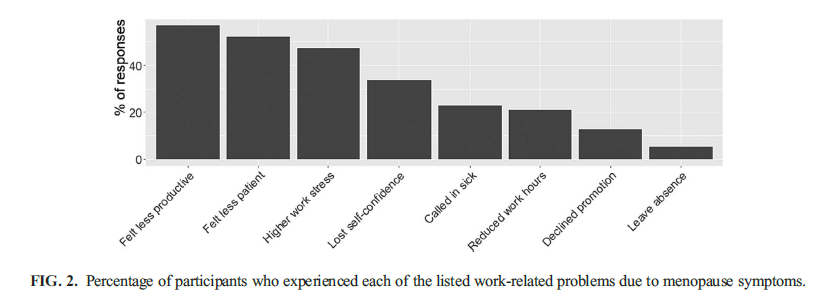 % of responses
40
20
0
Felt less productive
Felt less patient
Higher work stress
Lost self-confidence
Called in sick
Reduced work hours
Declined promotion
Leave absence
FIG. 2. Percentage of participants who experienced each of the listed work-related problems due to menopause symptoms.